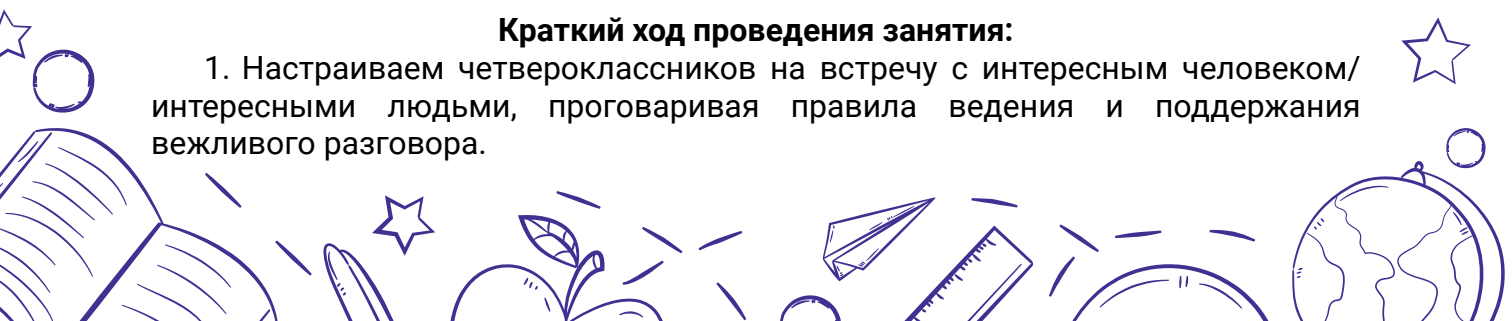 Краткий ход проведения занятия:
1. Настраиваем четвероклассников на встречу с интересным человеком/
интересными людьми, проговаривая правила ведения и поддержания
вежливого разговора.